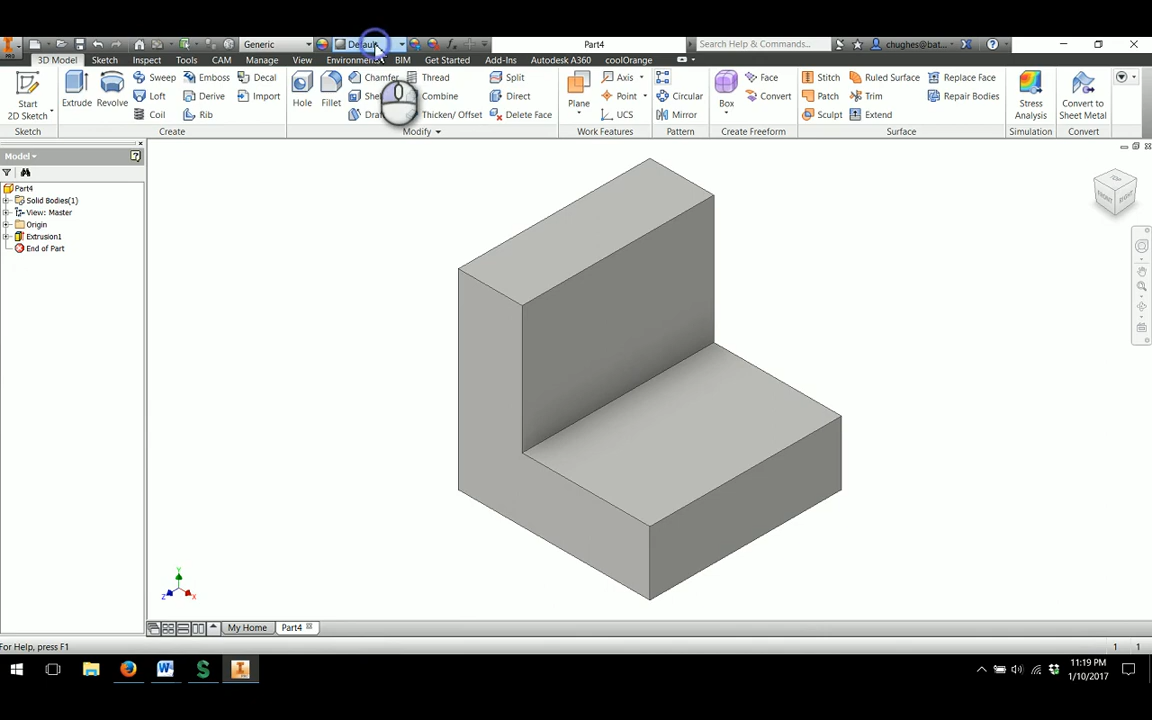 PRO Generic Default Part4 Search Help & Commands... chughes@bat...
3D Model Sketch Inspect Tools CAM Manage View Environments BIM Get Started Add-Ins Autodesk A360 coolOrange
Start
2D Sketch
Sketch
Extrude Revolve
Sweep Emboss Decal
Loft Derive Import
Coil Rib
Create
Hole Fillet
Chamfer Thread Split
Combine Direct
Thicken/ Offset Delete Face
Modify
Plane
Axis
Point
UCS
Work Features
Circular
Mirror
Pattern
Box
Face
Convert
Create Freeform
Stitch Ruled Surface Replace Face
Patch Trim Repair Bodies
Sculpt Extend
Surface
Stress
Analysis
Simulation
Convert to
Sheet Metal
Convert
Model
Part4
Solid Bodies(1)
View: Master
Origin
Extrusion1
End of Part
TOP
FRONT RIGHT
Y
Z X
My Home Part4
For Help, press F1 1 1
11:19 PM
1/10/2017